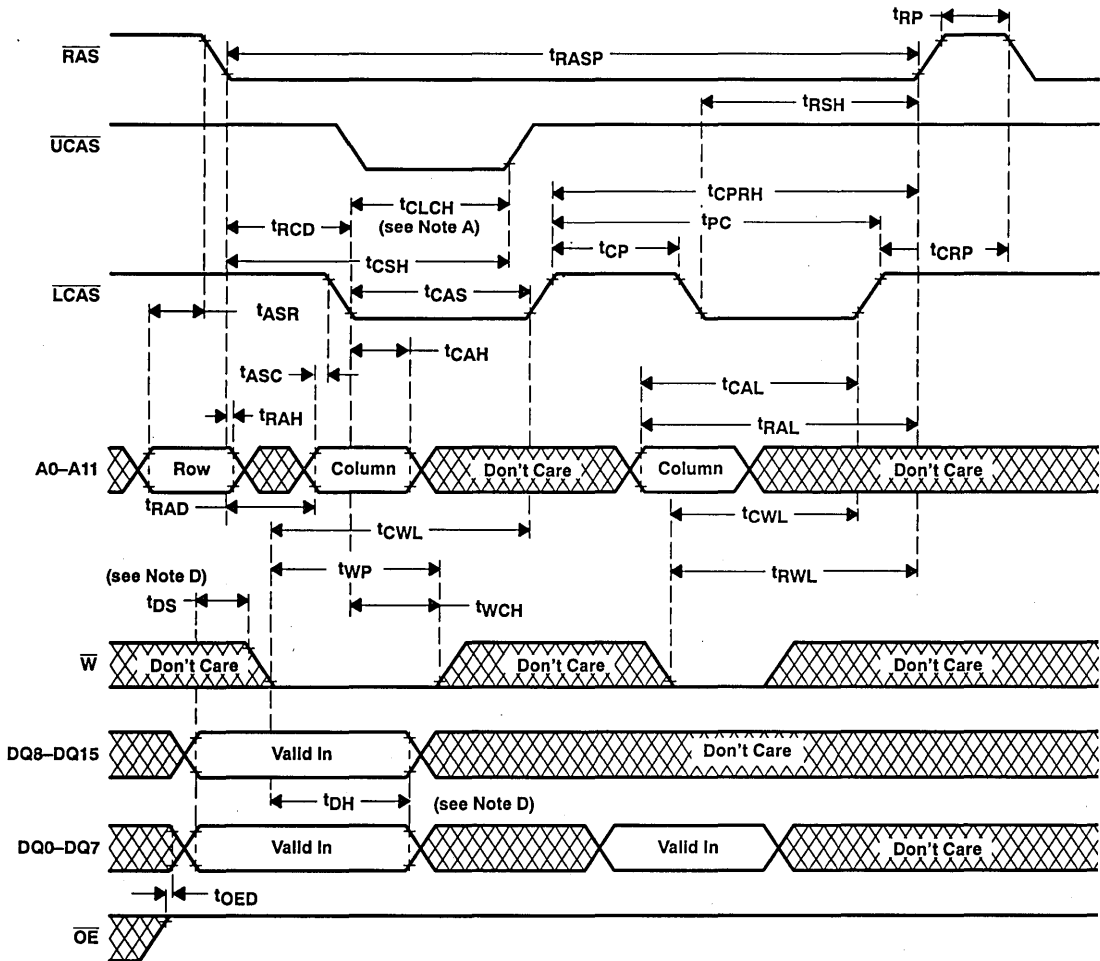 tRP
RAS
tRASP
tRSH
UCAS
tCPRH
tCLCH
tPC
tRCD
(see Note A)
tCP
tCRP
tCSH
LCAS
tCAS
tASR
tCAH
tASC
tCAL
tRAH
tRAL
A0–A11
Row
Column
Don't Care
Column
Don't Care
tRAD
tCWL
tCWL
tWP
tRWL
(see Note D)
tDS
tWCH
W
Don't Care
Don't Care
Don't Care
DQ8–DQ15
Valid In
Don't Care
tDH
(see Note D)
DQ0–DQ7
Valid In
Valid In
Don't Care
tOED
OE